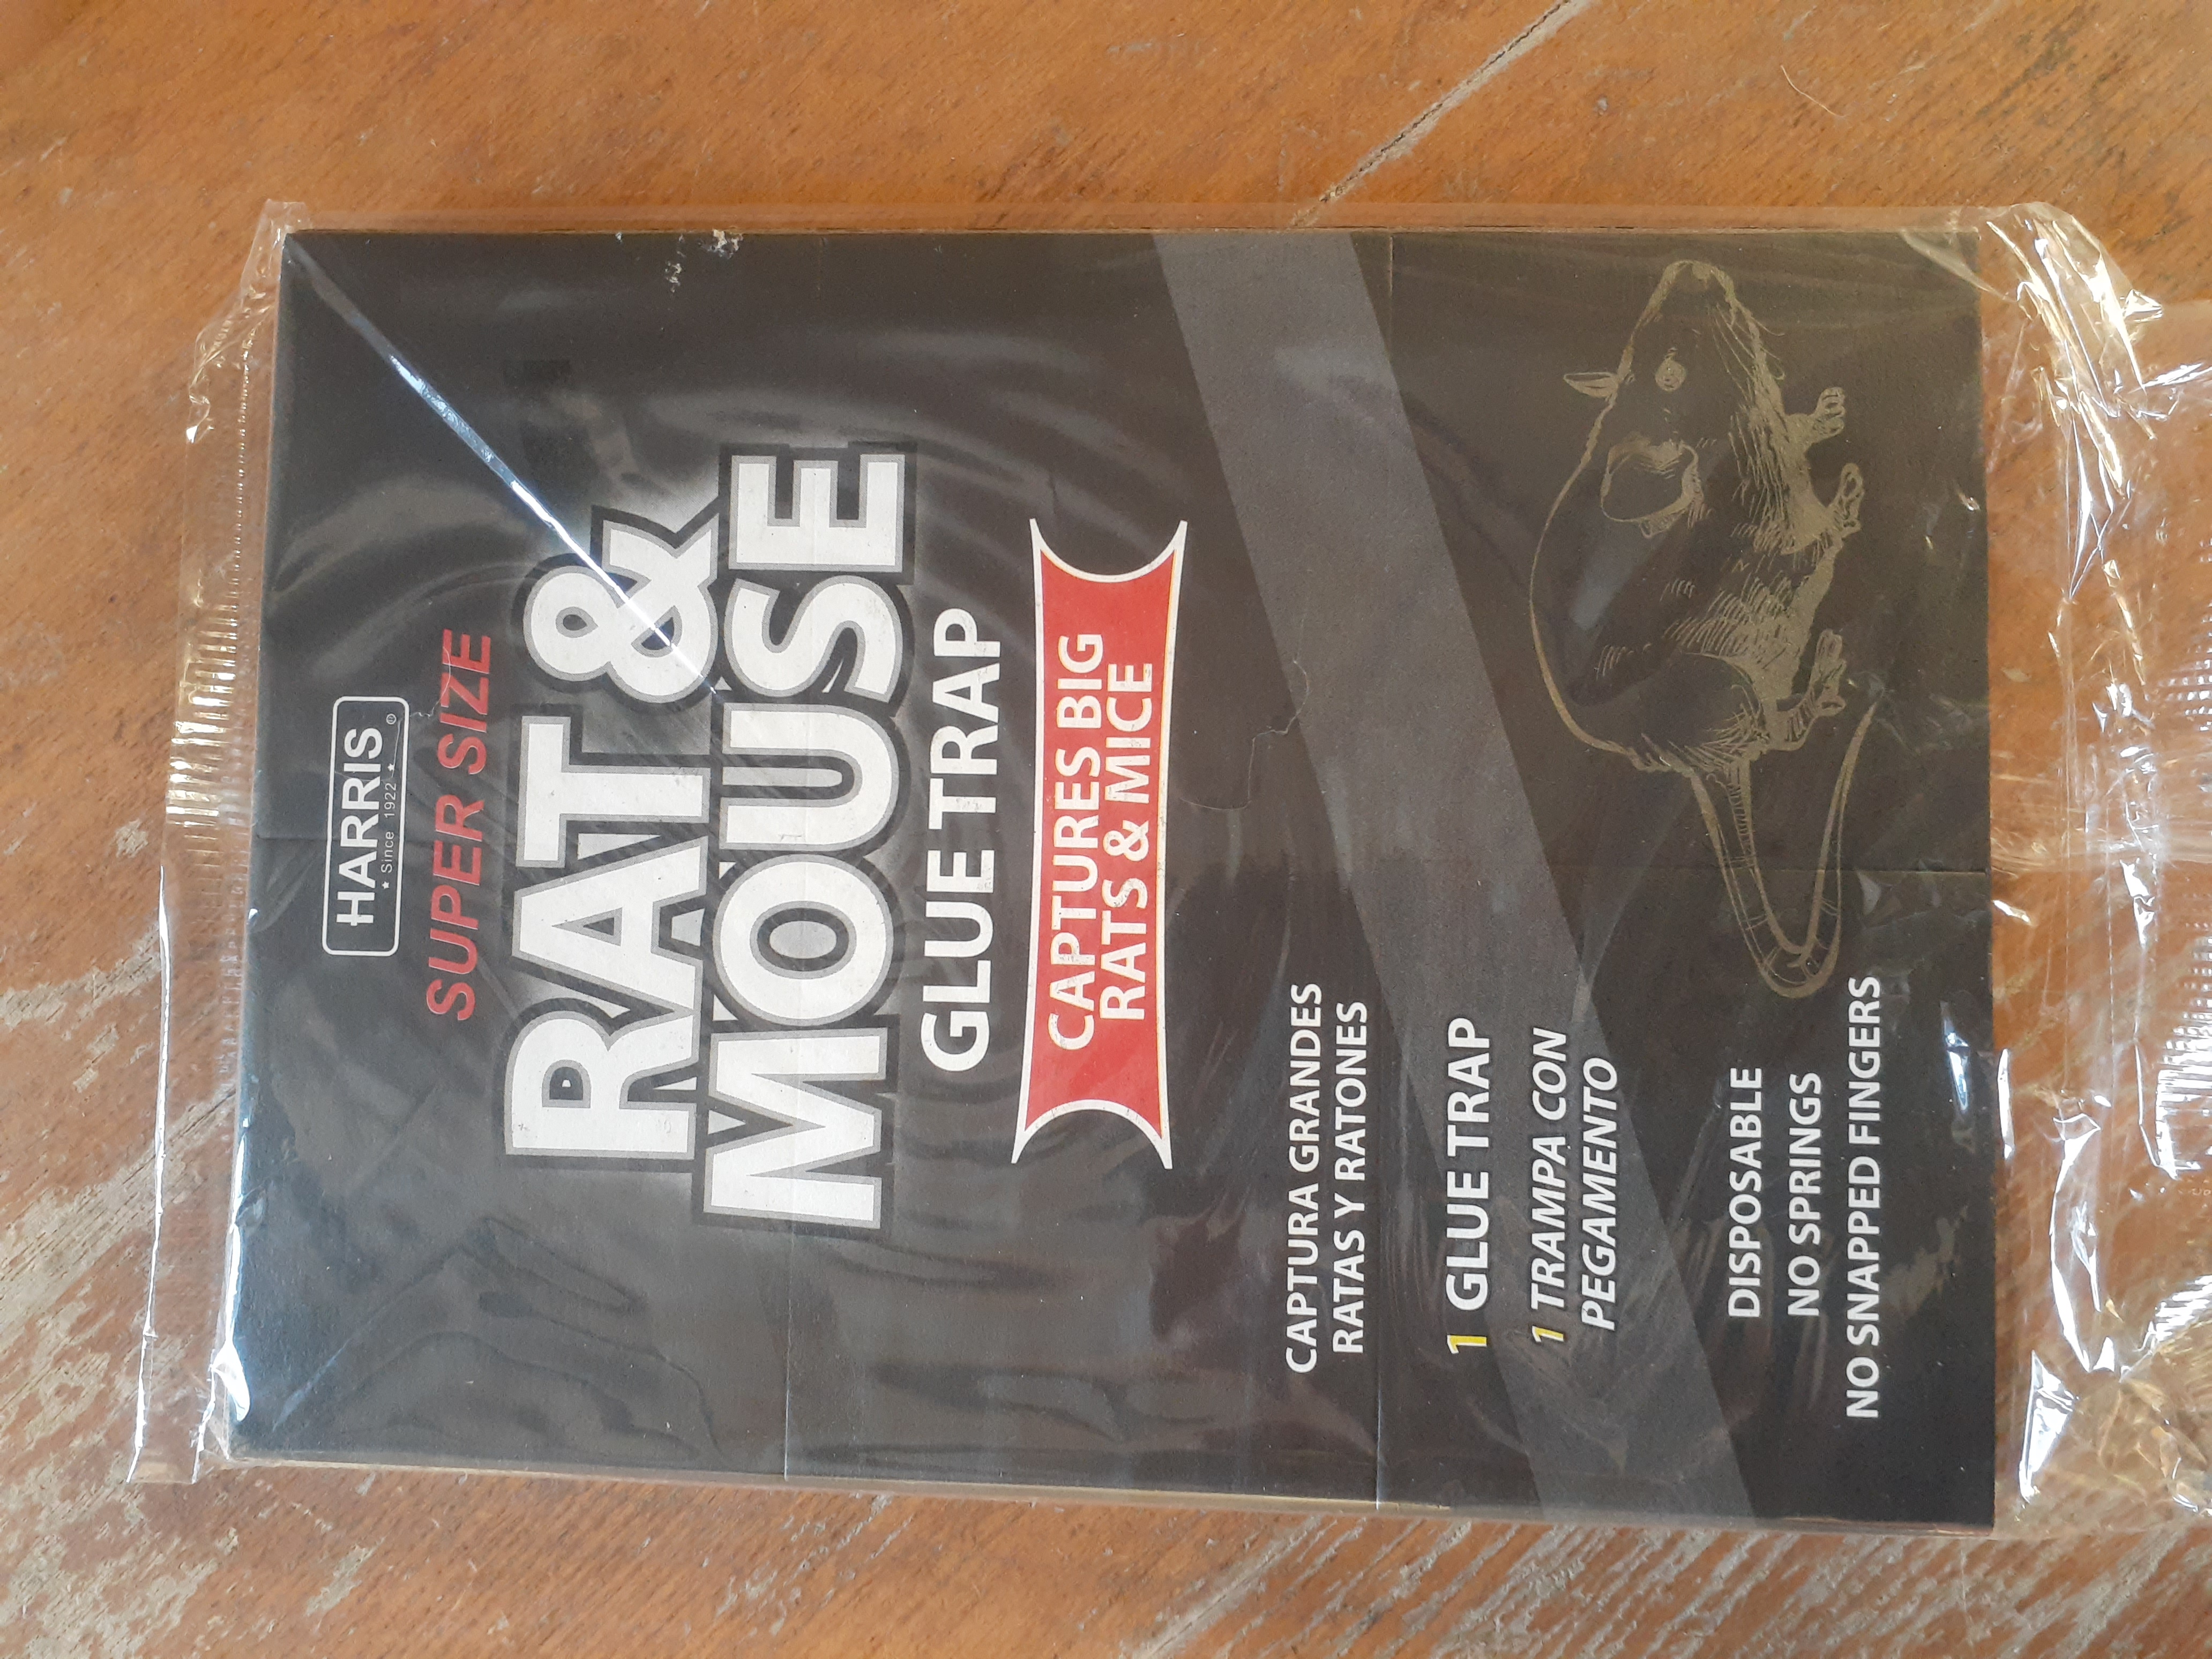 HARRIS
★ Since 1922 ★ ®
SUPER SIZE
RAT &
MOUSE
GLUE TRAP
CAPTURES BIG
RATS & MICE
CAPTURA GRANDES
RATAS Y RATONES
1 GLUE TRAP
1 TRAMPA CON
PEGAMENTO
DISPOSABLE
NO SPRINGS
NO SNAPPED FINGERS